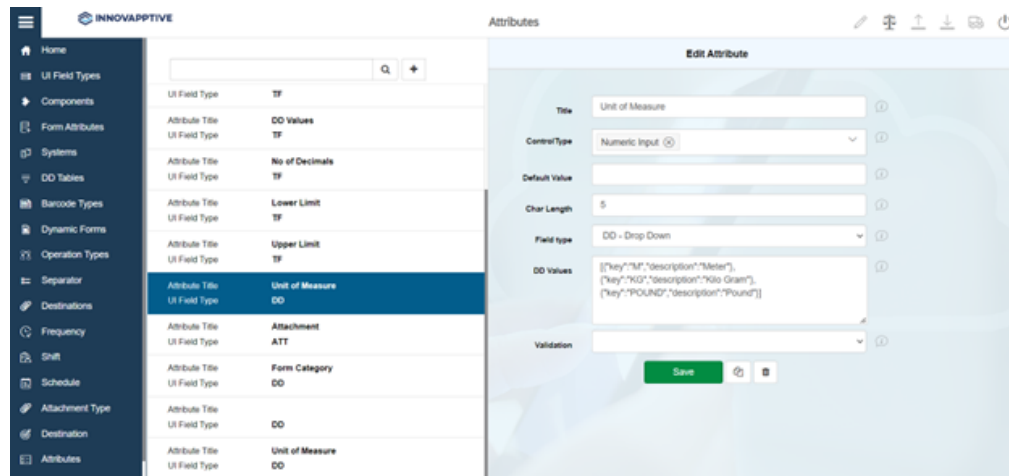 INNOVAPPTIVE
Attributes
Home
UI Field Types
Components
Form Attributes
Systems
DD Tables
Barcode Types
Dynamic Forms
Operation Types
Separator
Destinations
Frequency
Shift
Schedule
Attachment Type
Destination
Attributes
UI Field Type TF
Attribute Title DD Values
UI Field Type TF
Attribute Title No of Decimals
UI Field Type TF
Attribute Title Lower Limit
UI Field Type TF
Attribute Title Upper Limit
UI Field Type TF
Attribute Title Unit of Measure
UI Field Type DD
Attribute Title Attachment
UI Field Type ATT
Attribute Title Form Category
UI Field Type DD
Attribute Title
UI Field Type DD
Attribute Title Unit of Measure
UI Field Type DD
Edit Attribute
Title Unit of Measure
ControlType Numeric Input
Default Value
Char Length 5
Field type DD - Drop Down
DD Values [{"key":"M","description":"Meter"},
{"key":"KG","description":"Kilo Gram"},
{"key":"POUND","description":"Pound"}]
Validation
Save